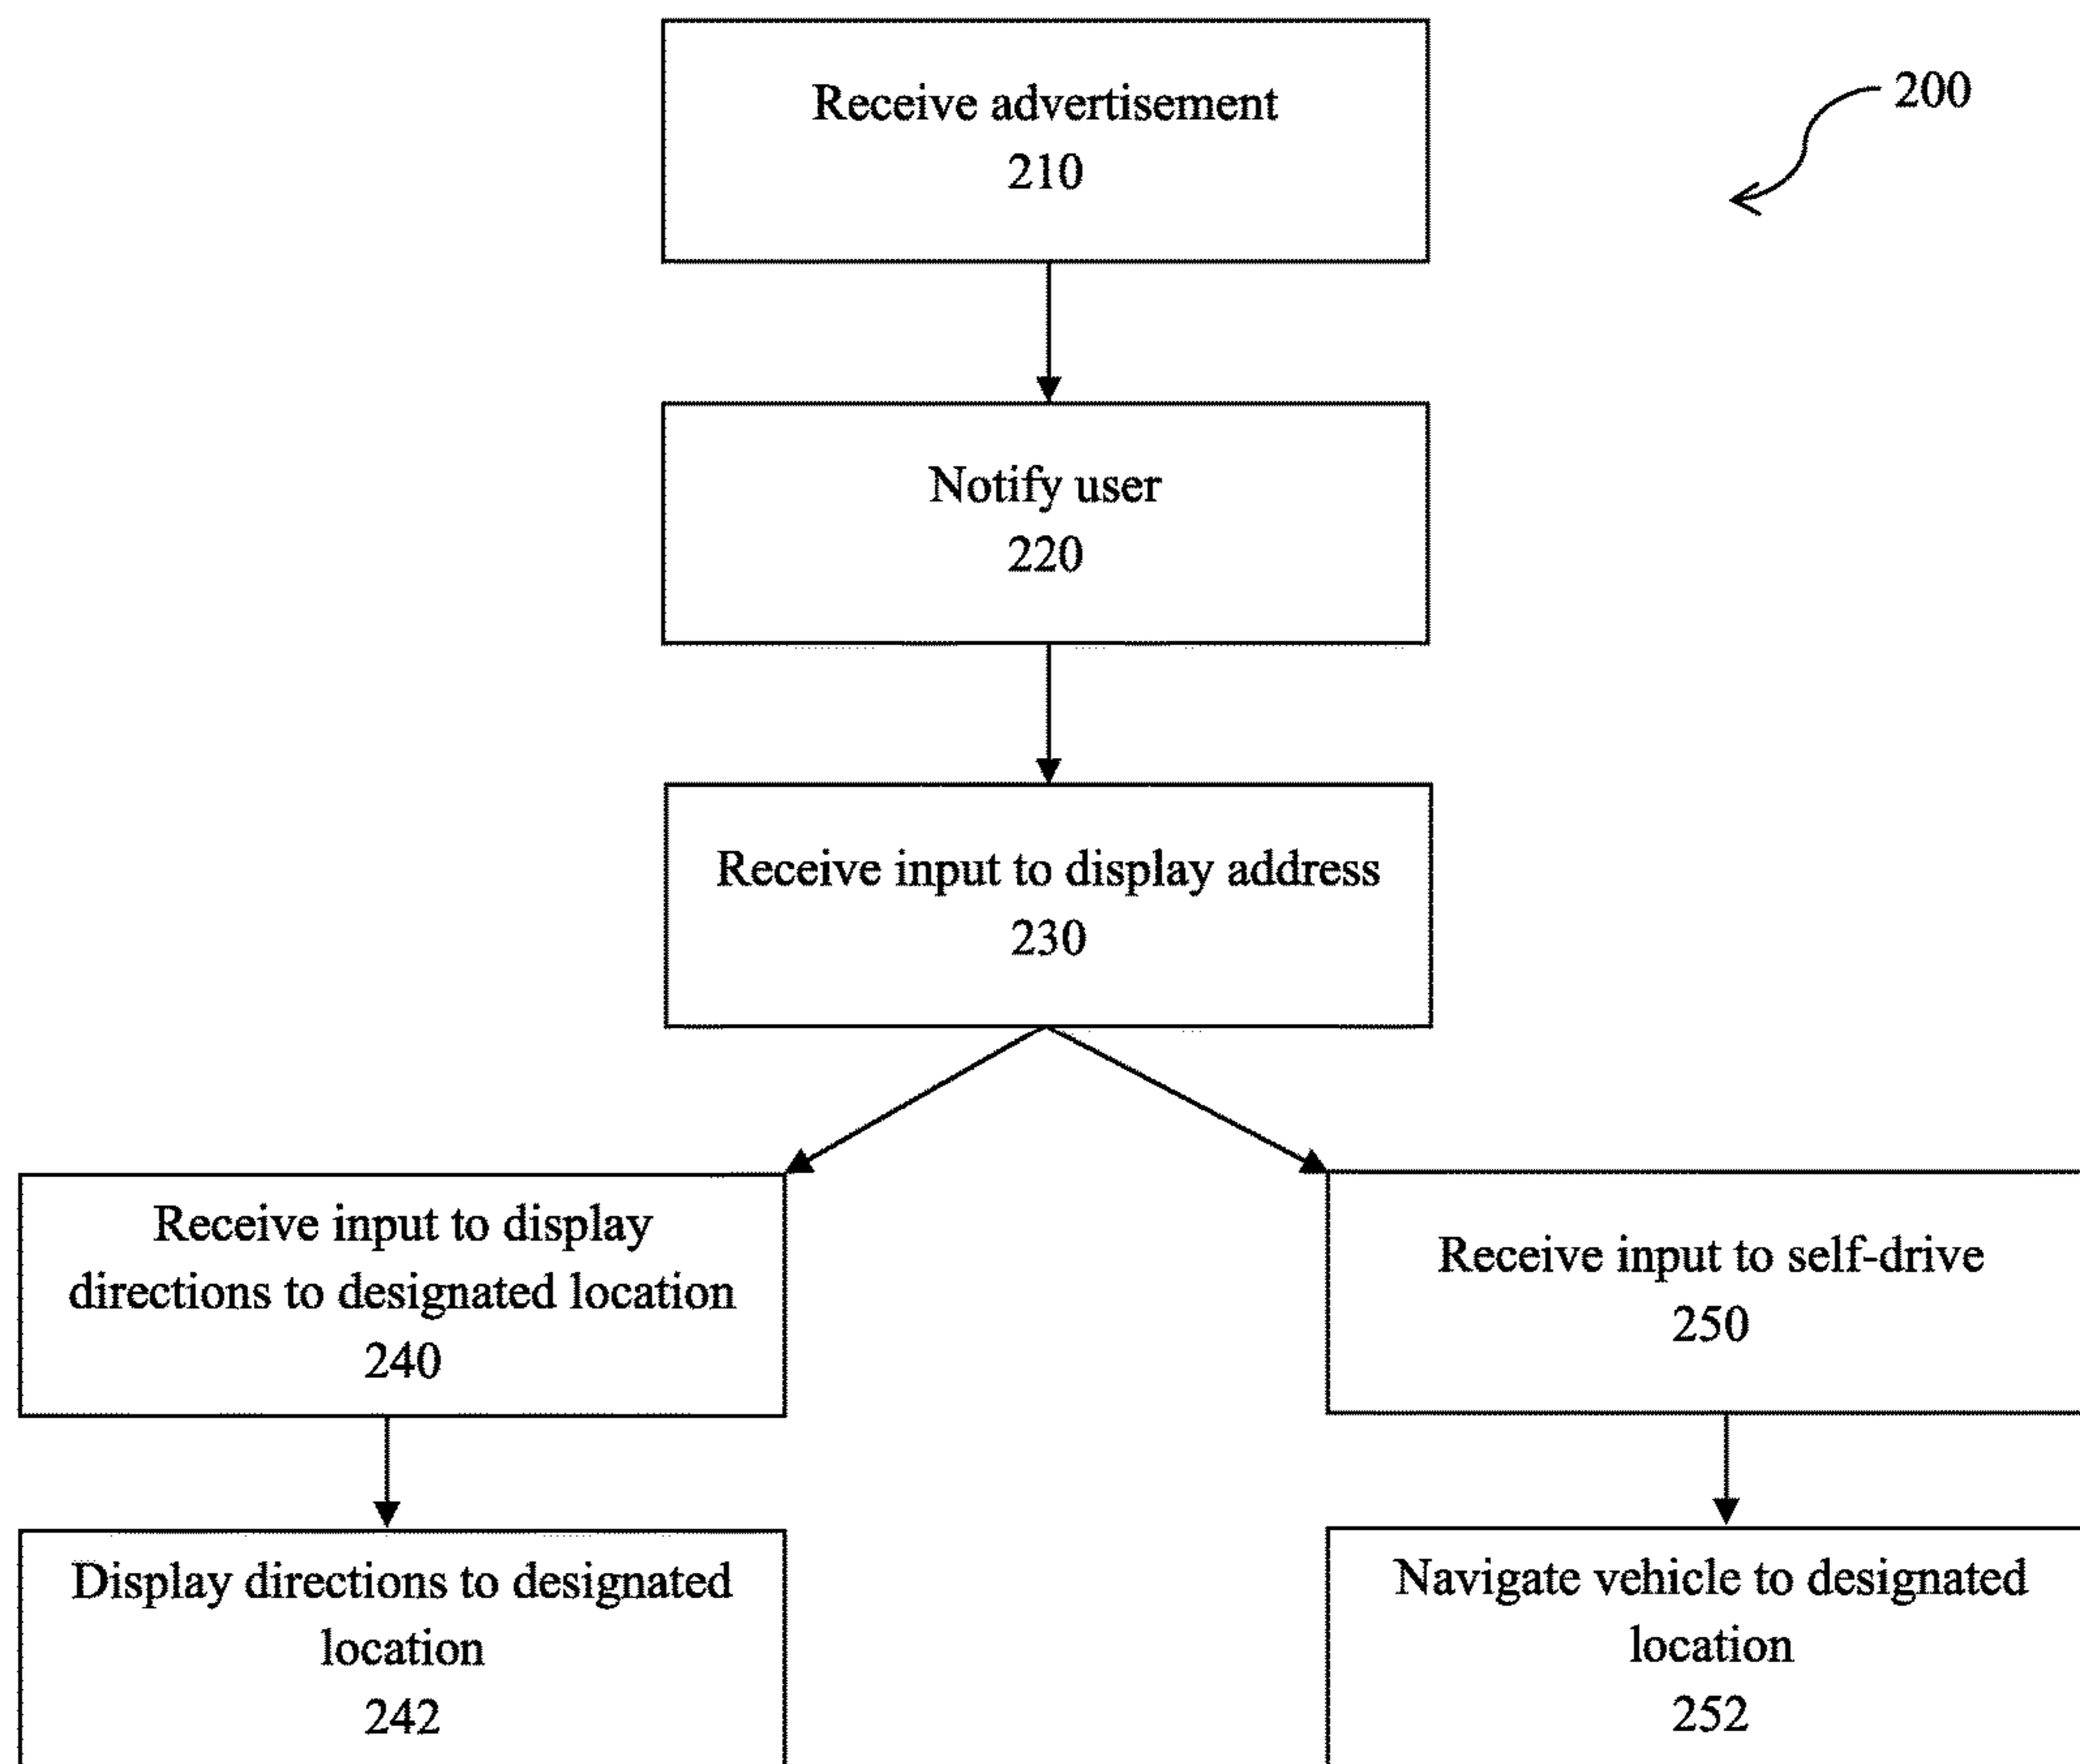 Receive advertisement
210
200
Notify user
220
Receive input to display address
230
Receive input to display
directions to designated location
240
Receive input to self-drive
250
Display directions to designated
location
242
Navigate vehicle to designated
location
252